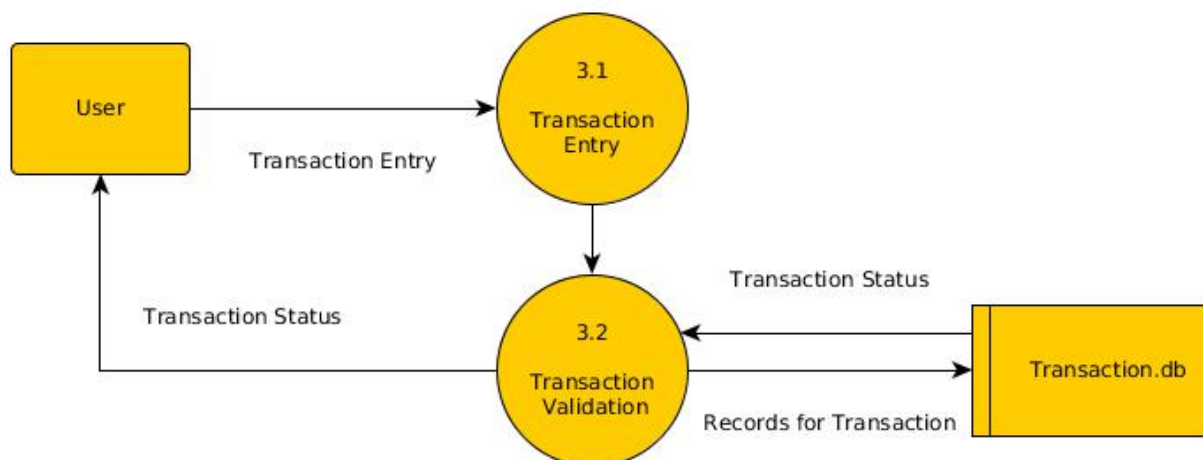 3.1
User
Transaction
Entry
Transaction Entry
Transaction Status
Transaction Status
3.2
Transaction.db
Transaction
Validation
Records for Transaction